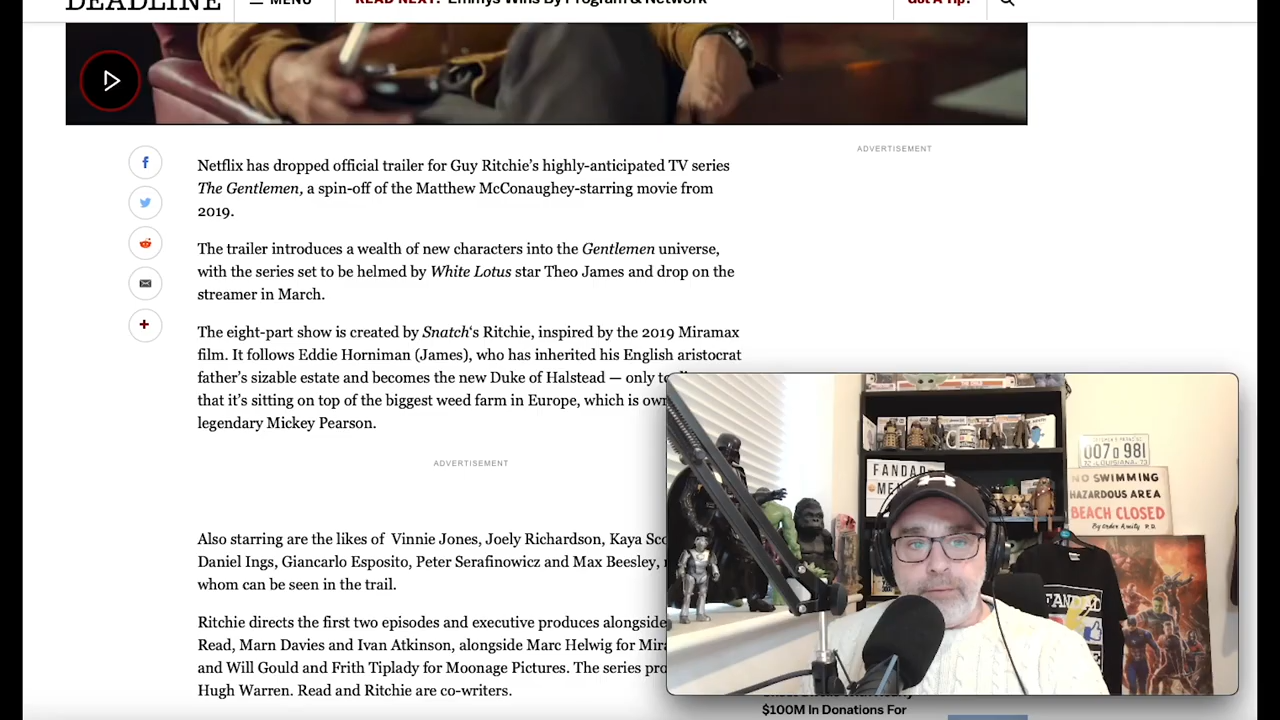 DEADLINE
MENU
READ NEXT: Emmys Wins By Program & Network
Got A Tip?
ADVERTISEMENT
Netflix has dropped official trailer for Guy Ritchie's highly-anticipated TV series
The Gentlemen, a spin-off of the Matthew McConaughey-starring movie from
2019.
The trailer introduces a wealth of new characters into the Gentlemen universe,
with the series set to be helmed by White Lotus star Theo James and drop on the
streamer in March.
The eight-part show is created by Snatch‘s Ritchie, inspired by the 2019 Miramax
film. It follows Eddie Horniman (James), who has inherited his English aristocrat
father's sizable estate and becomes the new Duke of Halstead — only to
that it's sitting on top of the biggest weed farm in Europe, which is
legendary Mickey Pearson.
ADVERTISEMENT
Also starring are the likes of Vinnie Jones, Joely Richardson, Kaya
Daniel Ings, Giancarlo Esposito, Peter Serafinowicz and Max Beesley,
whom can be seen in the trail.
Ritchie directs the first two episodes and executive produces alongside
Read, Marn Davies and Ivan Atkinson, alongside Marc Helwig for
and Will Gould and Frith Tiplady for Moonage Pictures. The series
Hugh Warren. Read and Ritchie are co-writers.
007 981
LOUISIANA
NO SWIMMING
HAZARDOUS AREA
BEACH CLOSED
By order Amity P.D.
FANDAD
$100M In Donations For